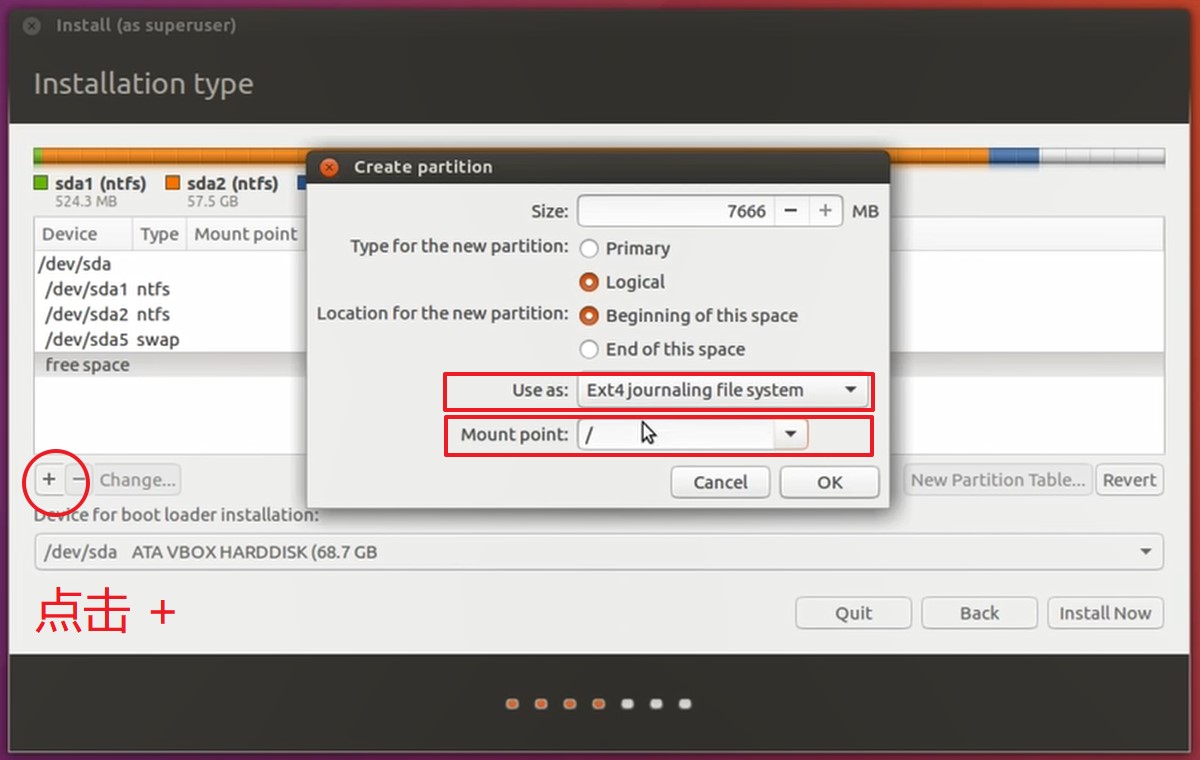 Install (as superuser)
Installation type
Create partition
sda1 (ntfs)
524.3 MB
sda2 (ntfs)
57.5 GB
Size: 7666 MB
Type for the new partition: Primary
Logical
Location for the new partition: Beginning of this space
End of this space
Use as: Ext4 journaling file system
Mount point: /
Cancel OK
Device Type Mount point
/dev/sda
/dev/sda1 ntfs
/dev/sda2 ntfs
/dev/sda5 swap
free space
+ − Change... New Partition Table... Revert
Device for boot loader installation:
/dev/sda ATA VBOX HARDDISK (68.7 GB
点击 +
Quit Back Install Now